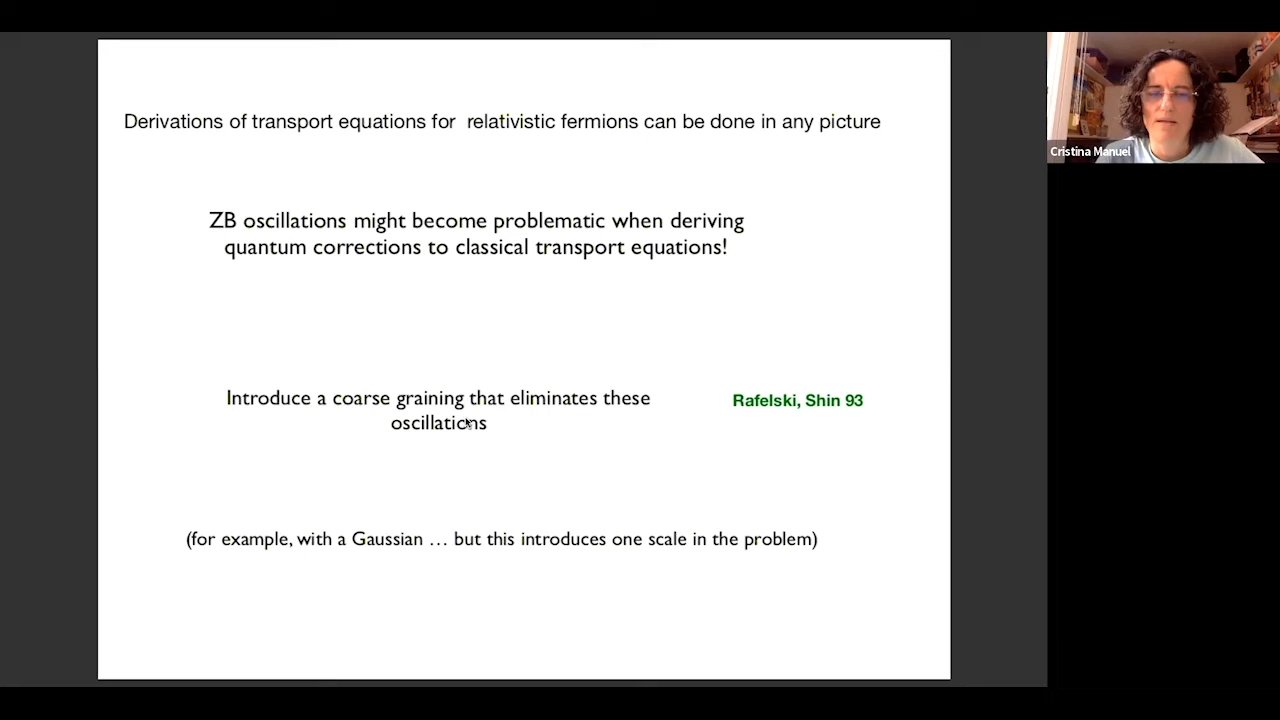 Derivations of transport equations for relativistic fermions can be done in any picture
ZB oscillations might become problematic when deriving
quantum corrections to classical transport equations!
Introduce a coarse graining that eliminates these
oscillations
Rafelski, Shin 93
(for example, with a Gaussian … but this introduces one scale in the problem)
Cristina Manuel